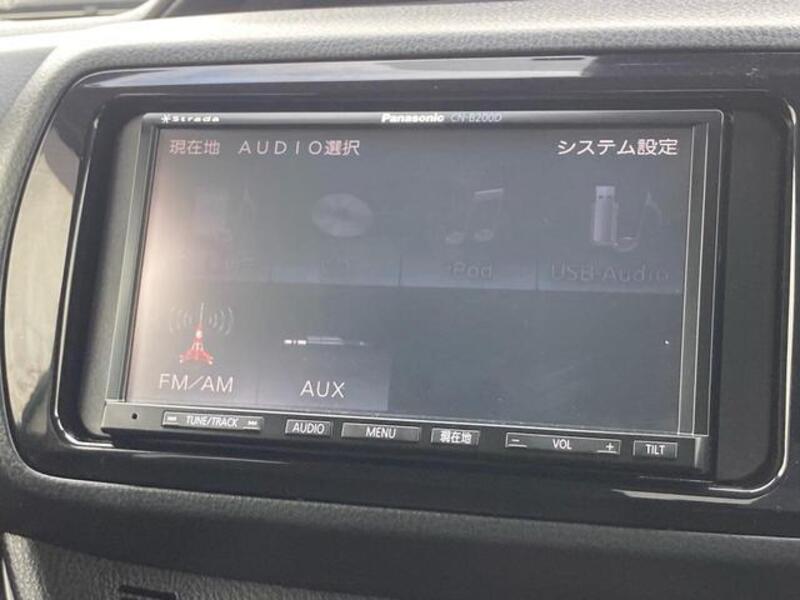 Strada Panasonic CN-B200D
現在地 AUDIO選択 システム設定
iPod USB-Audio
FM/AM AUX
TUNE/TRACK AUDIO MENU 現在地 − VOL + TILT